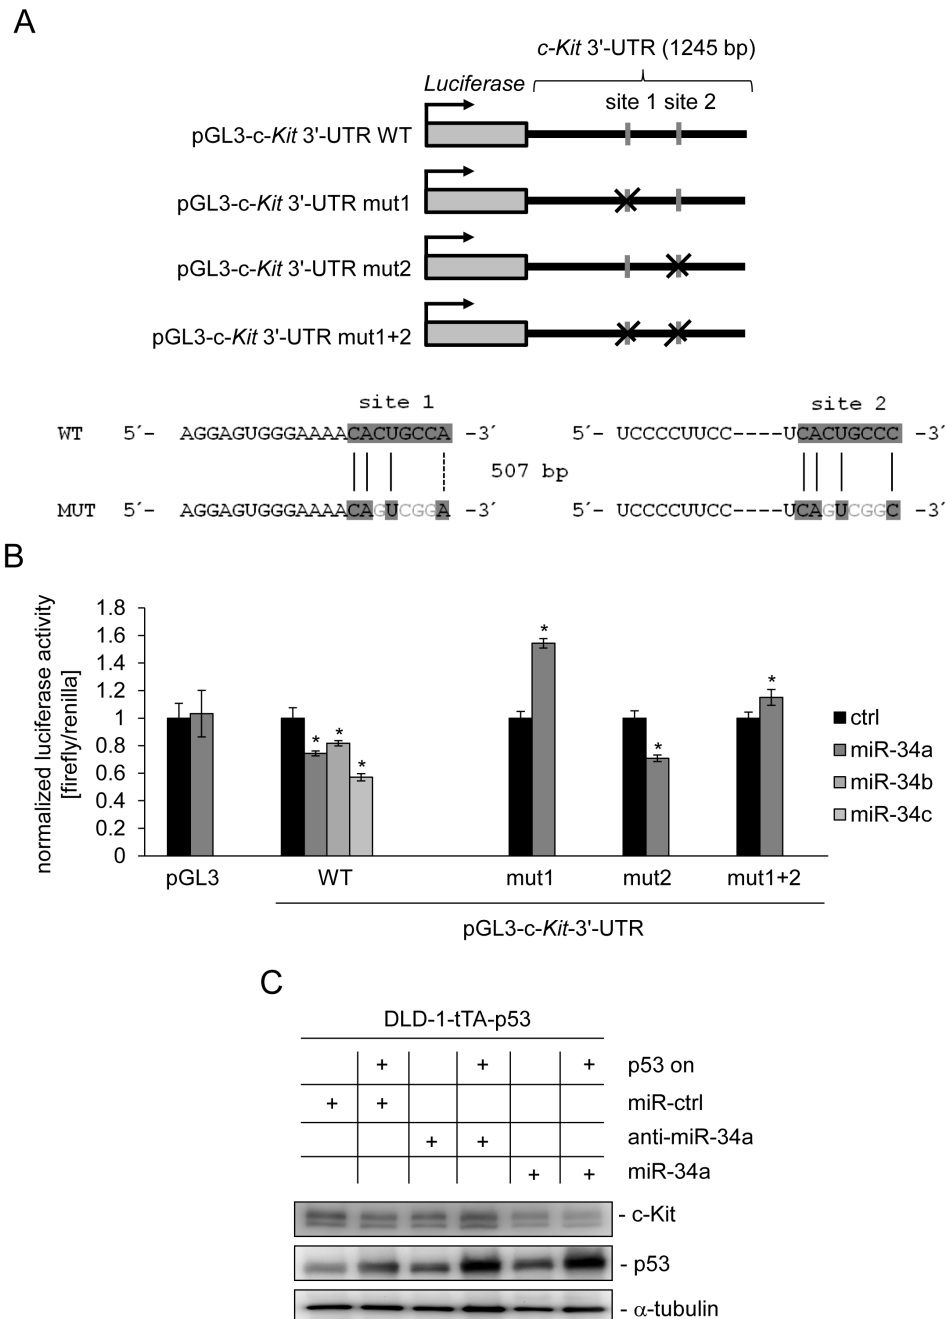 A
c-Kit 3'-UTR (1245 bp)
Luciferase
site 1 site 2
pGL3-c-Kit 3'-UTR WT
pGL3-c-Kit 3'-UTR mut1
pGL3-c-Kit 3'-UTR mut2
pGL3-c-Kit 3'-UTR mut1+2
site 1 site 2
WT 5´- AGGAGUGGGAAAACACUGCCA -3´ 5´- UCCCCUUCC----UCACUGCCC -3´
507 bp
MUT 5´- AGGAGUGGGAAAACAGUCGGA -3´ 5´- UCCCCUUCC----UCAGUCGGC -3´
B
normalized luciferase activity
[firefly/renilla]
1.8
1.6
1.4
1.2
1
0.8
0.6
0.4
0.2
0
* * * * * *
ctrl
miR-34a
miR-34b
miR-34c
pGL3 WT mut1 mut2 mut1+2
pGL3-c-Kit-3'-UTR
C
DLD-1-tTA-p53
+ + + p53 on
+ + miR-ctrl
+ + anti-miR-34a
+ + miR-34a
- c-Kit
- p53
- α-tubulin